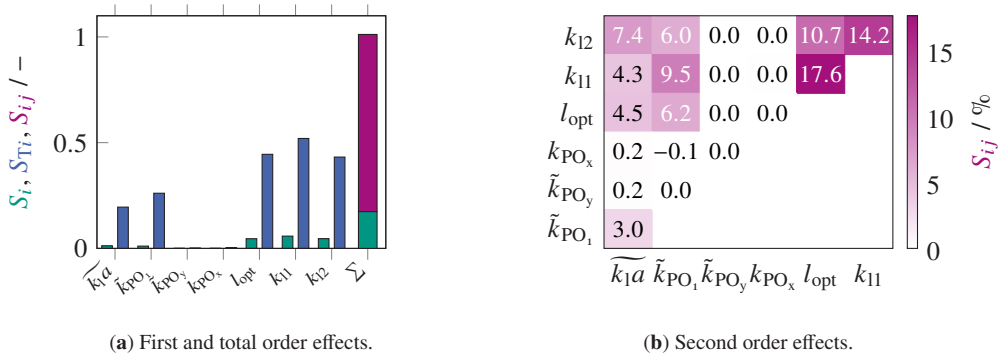 S_i, S_Ti, S_ij / −
1
0.5
0
k̃_l a k̃_PO_1 k̃_PO_y k_PO_x l_opt k_l1 k_l2 Σ
(a) First and total order effects.
k_l2 7.4 6.0 0.0 0.0 10.7 14.2
k_l1 4.3 9.5 0.0 0.0 17.6
l_opt 4.5 6.2 0.0 0.0
k_PO_x 0.2 −0.1 0.0
k̃_PO_y 0.2 0.0
k̃_PO_1 3.0
k̃_l a k̃_PO_1 k̃_PO_y k_PO_x l_opt k_l1
15
10
5
0
S_ij / %
(b) Second order effects.